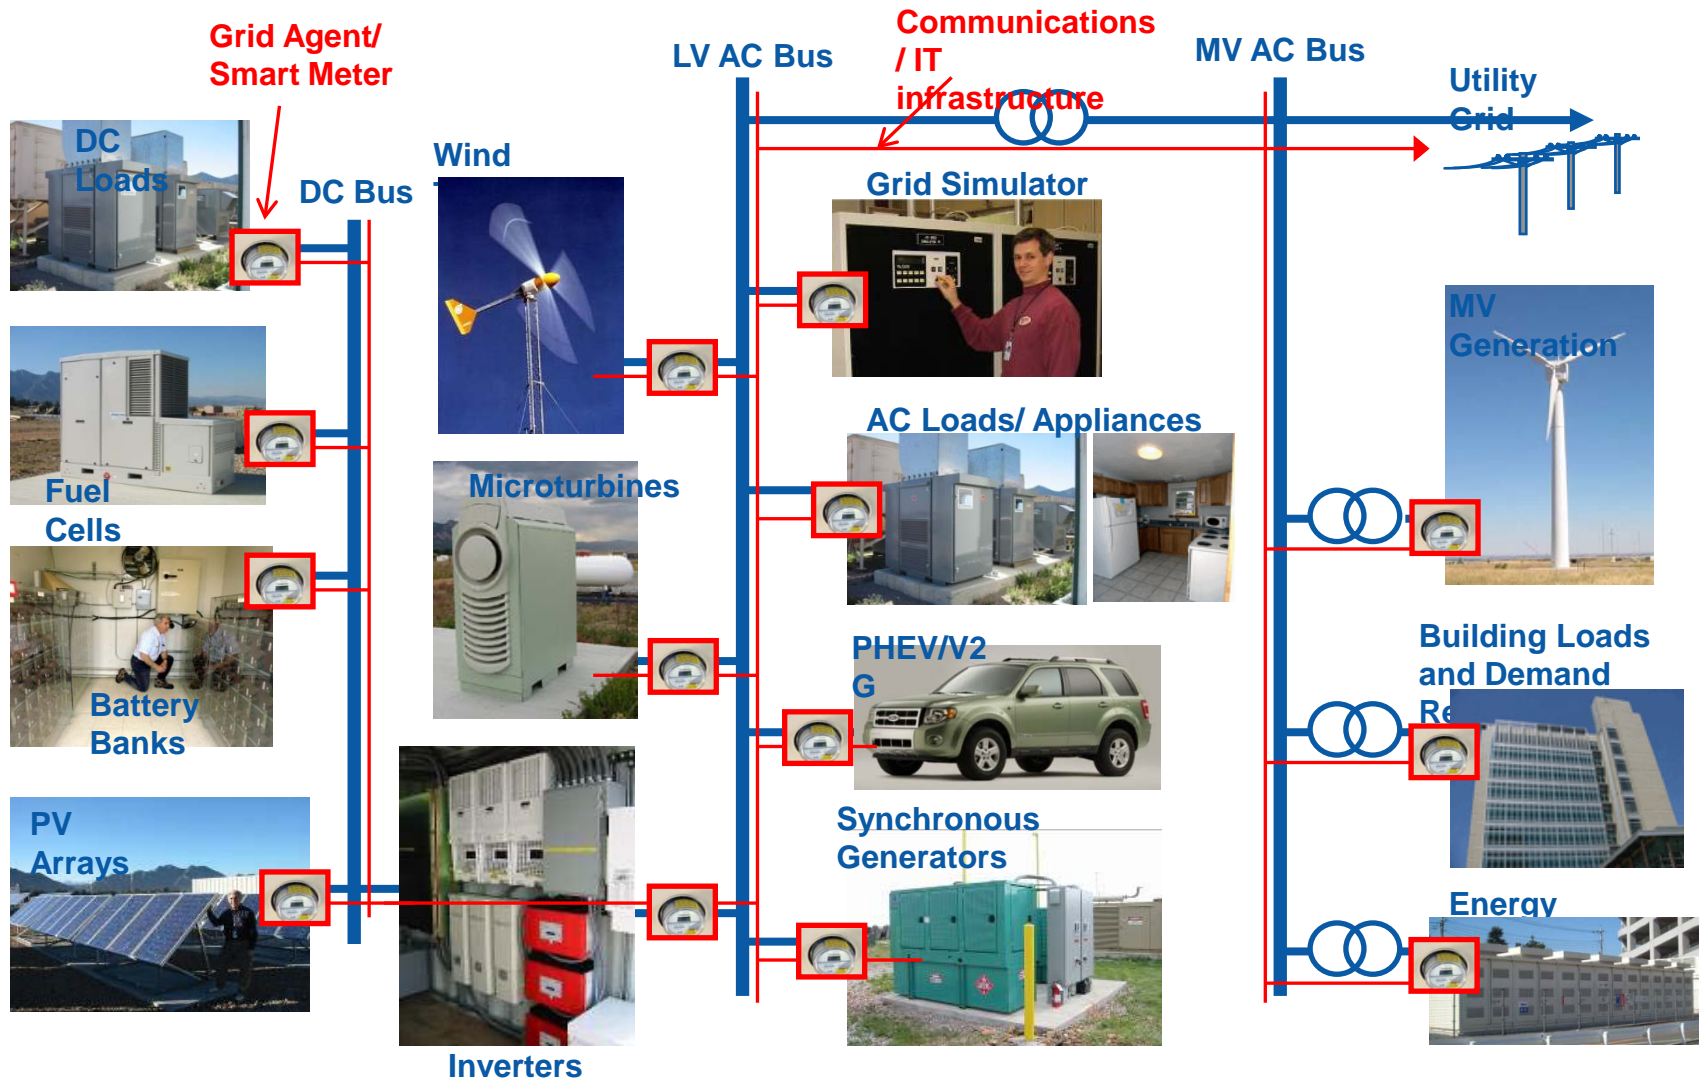 Grid Agent/
Smart Meter
LV AC Bus
Communications
/ IT
infrastructure
MV AC Bus
Utility
Grid
DC
Loads
DC Bus
Wind
Grid Simulator
MV
Generation
AC Loads/ Appliances
Fuel
Cells
Microturbines
Building Loads
and Demand
Re
PHEV/V2
G
Battery
Banks
PV
Arrays
Synchronous
Generators
Energy
Inverters